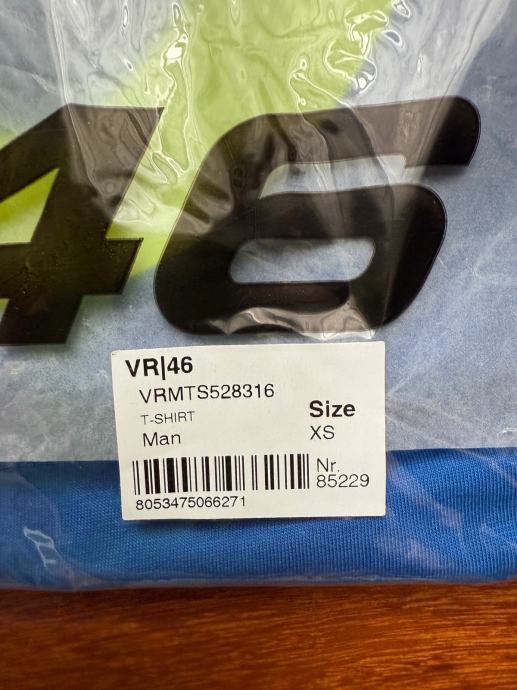 46
VR|46
VRMTS528316
T-SHIRT
Man
Size
XS
Nr.
85229
8053475066271